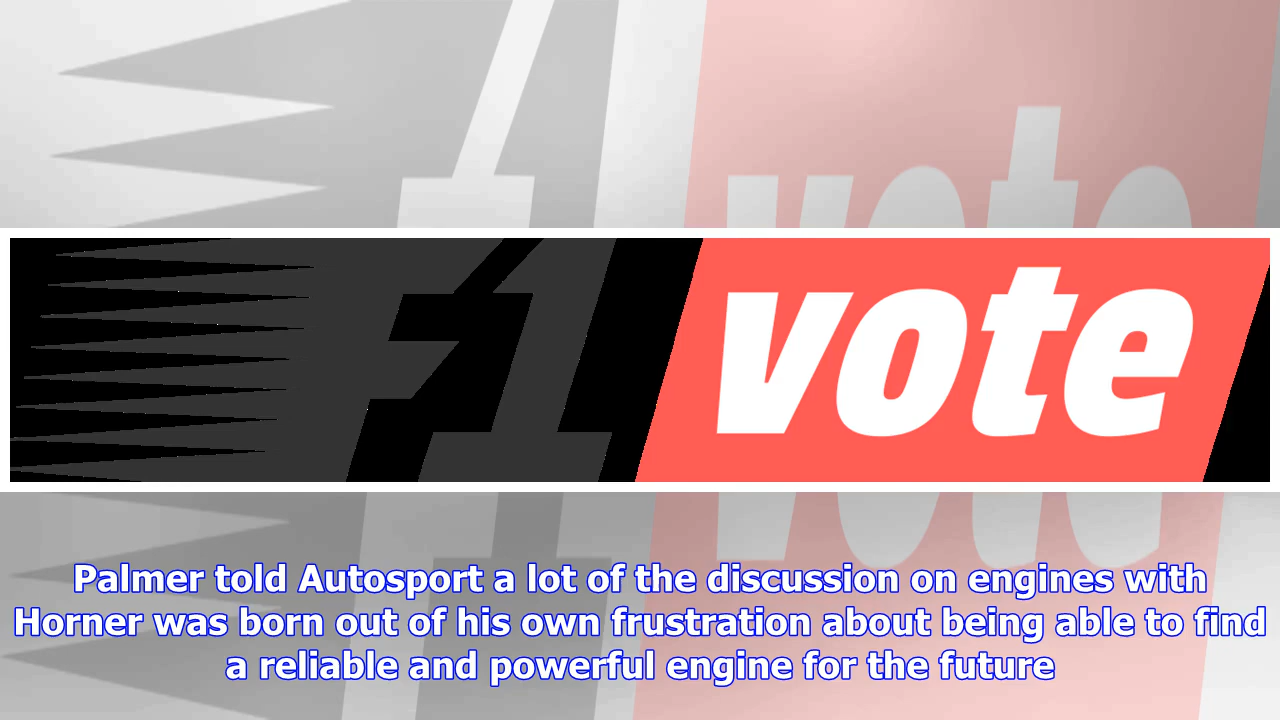 F1 vote
Palmer told Autosport a lot of the discussion on engines with
Horner was born out of his own frustration about being able to find
a reliable and powerful engine for the future